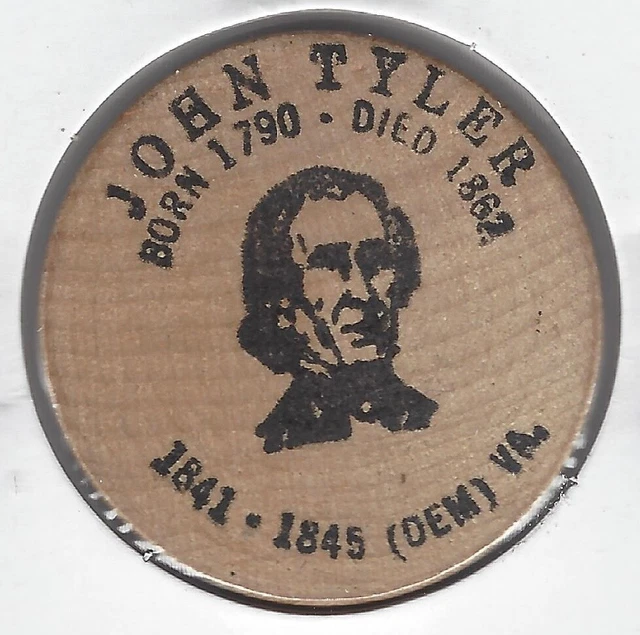 JOHN TYLER
BORN 1790 • DIED 1862
1841 • 1845 (DEM) VA.